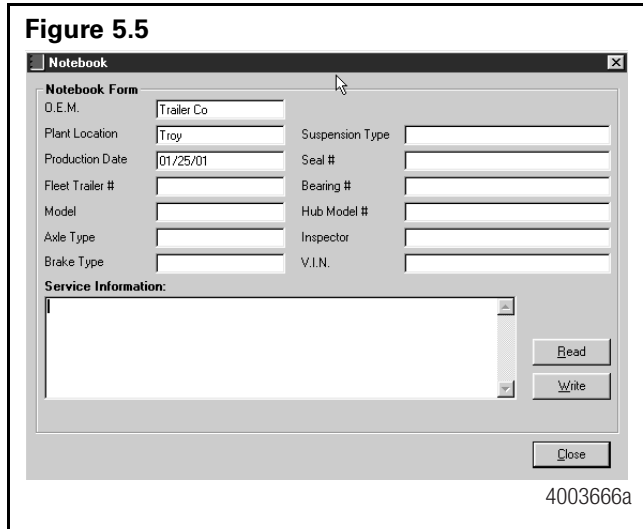 Figure 5.5
Notebook
Notebook Form
O.E.M. Trailer Co
Plant Location Troy Suspension Type
Production Date 01/25/01 Seal #
Fleet Trailer # Bearing #
Model Hub Model #
Axle Type Inspector
Brake Type V.I.N.
Service Information:
Read
Write
Close
4003666a